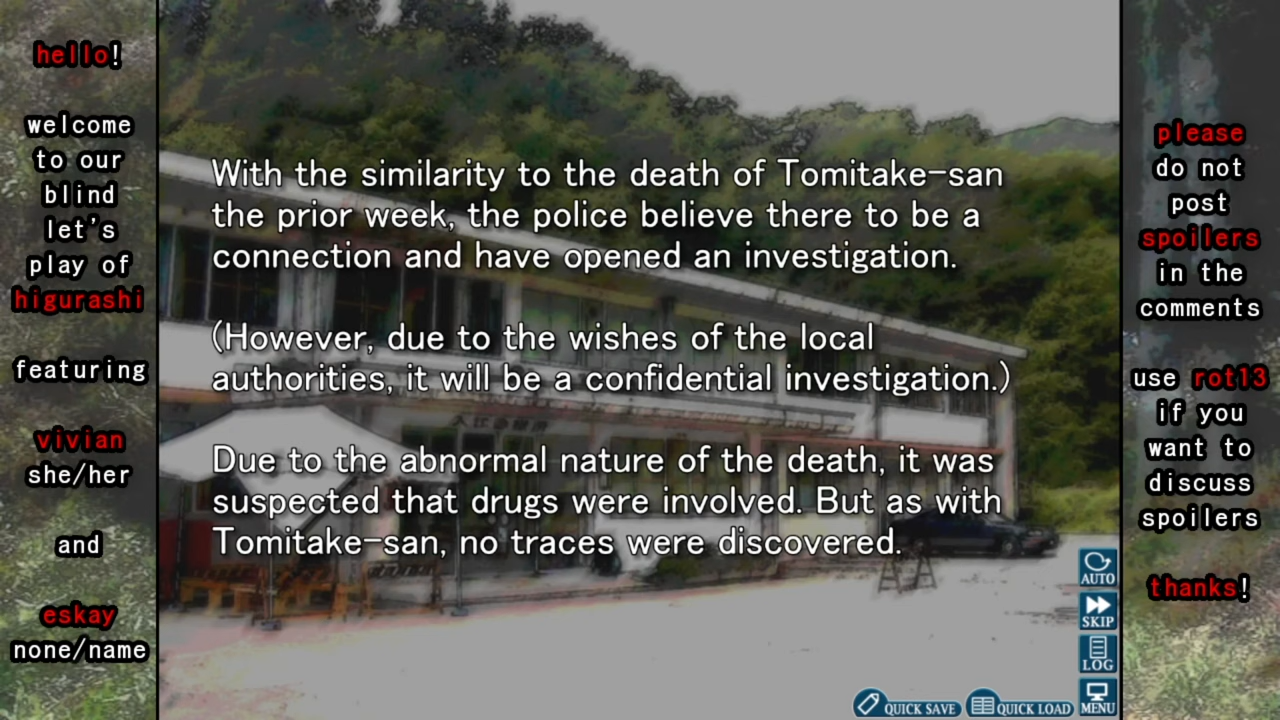 hello!
welcome
to our
blind
let's
play of
higurashi
featuring
vivian
she/her
and
eskay
none/name
With the similarity to the death of Tomitake-san
the prior week, the police believe there to be a
connection and have opened an investigation.
(However, due to the wishes of the local
authorities, it will be a confidential investigation.)
Due to the abnormal nature of the death, it was
suspected that drugs were involved. But as with
Tomitake-san, no traces were discovered.
AUTO
SKIP
LOG
MENU
QUICK SAVE
QUICK LOAD
please
do not
post
spoilers
in the
comments
use rot13
if you
want to
discuss
spoilers
thanks!